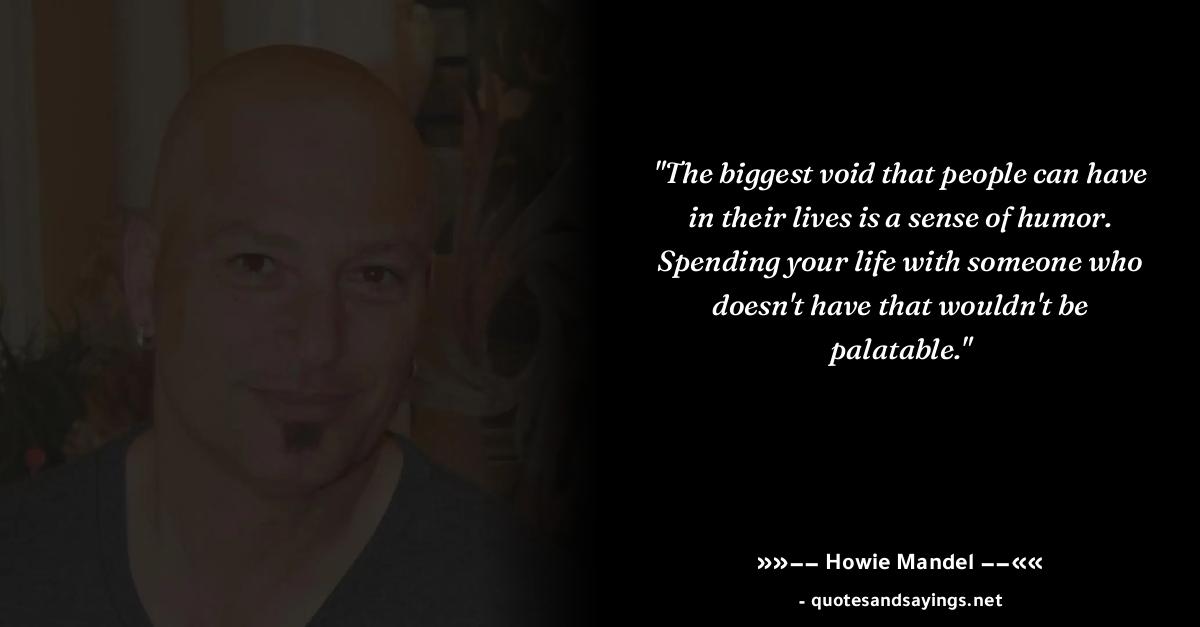 "The biggest void that people can have
in their lives is a sense of humor.
Spending your life with someone who
doesn't have that wouldn't be
palatable."
»»–– Howie Mandel ––««
- quotesandsayings.net